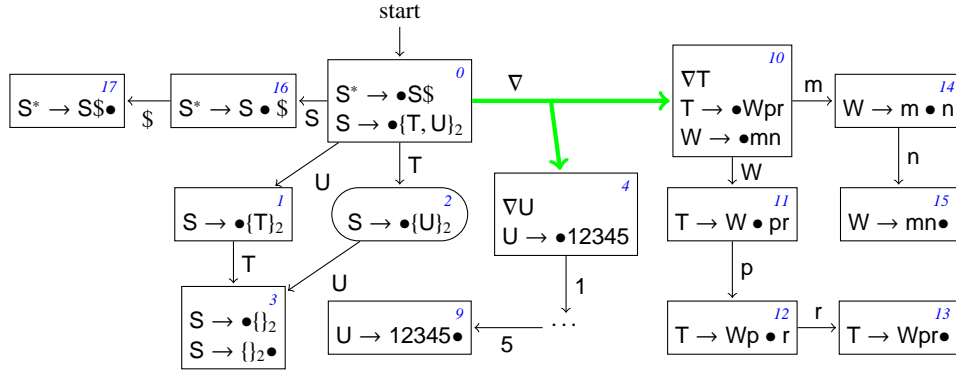 start
17
S* → S$●
$
16
S* → S ● $
S
0
S* → ●S$
S → ●{T, U}₂
∇
10
∇T
T → ●Wpr
W → ●mn
m
14
W → m ● n
U
T
W
n
1
S → ●{T}₂
2
S → ●{U}₂
4
∇U
U → ●12345
11
T → W ● pr
15
W → mn●
T
U
1
p
3
S → ●{}₂
S → {}₂●
9
U → 12345●
5
...
12
T → Wp ● r
r
13
T → Wpr●